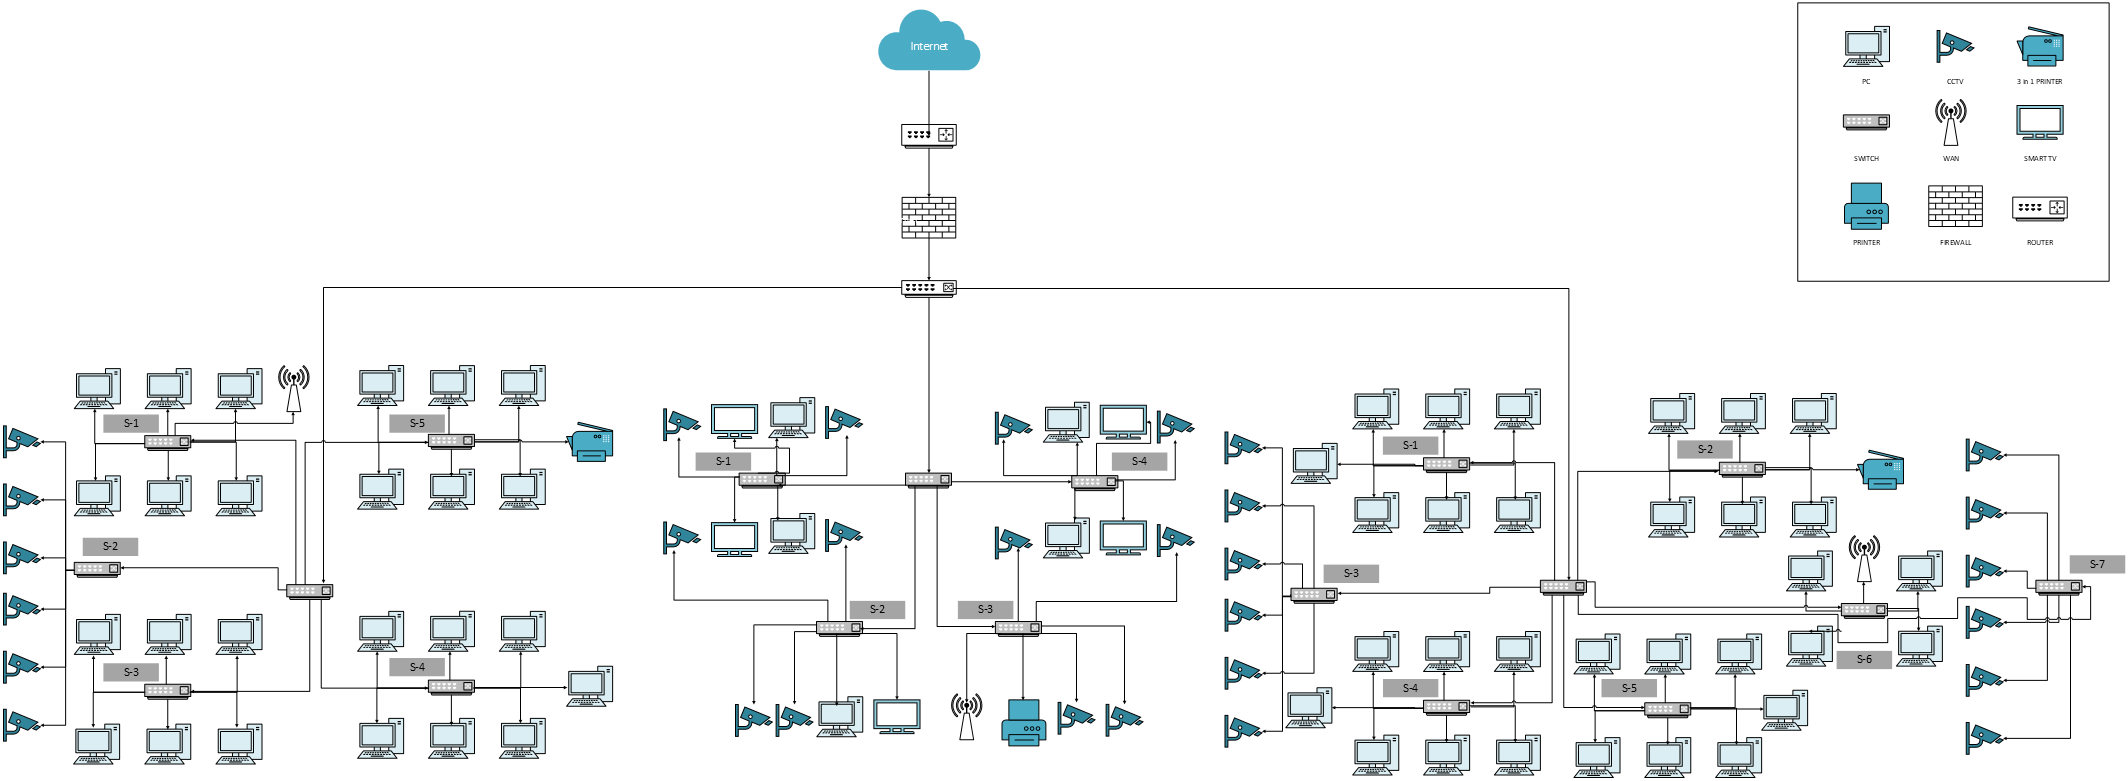 Internet
PC
CCTV
3 in 1 PRINTER
SWITCH
WAN
SMART TV
PRINTER
FIREWALL
ROUTER
S-1
S-5
S-2
S-3
S-4
S-1
S-4
S-2
S-3
S-1
S-2
S-3
S-7
S-4
S-5
S-6